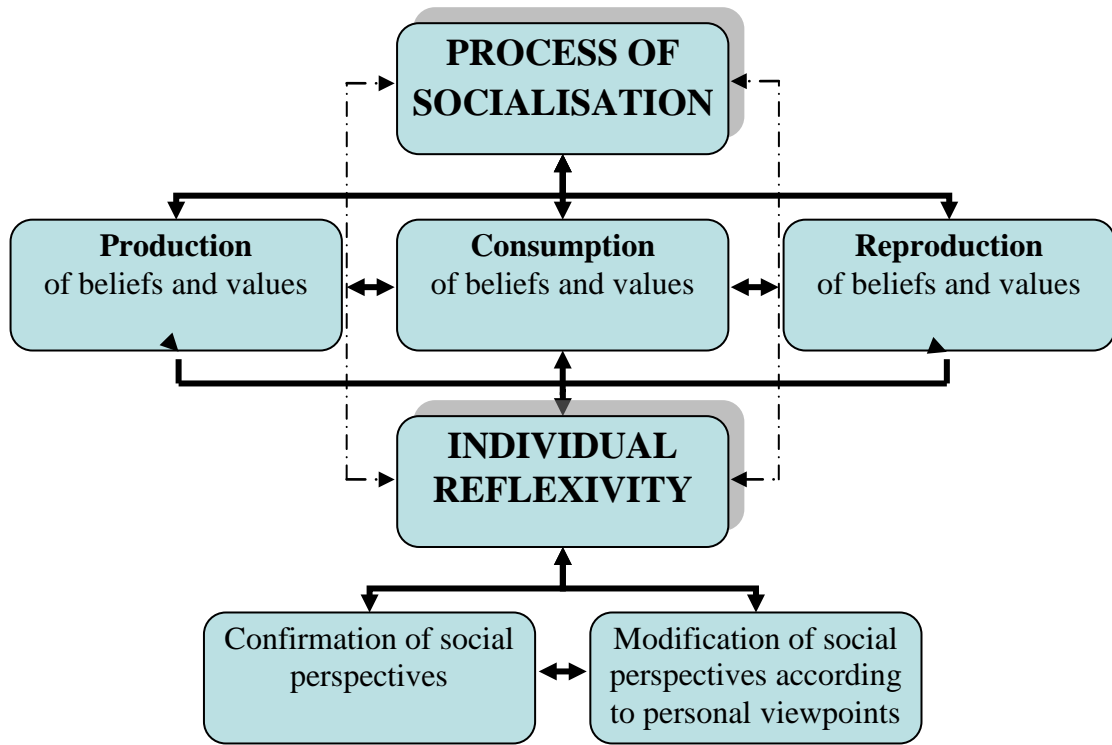 PROCESS OF
SOCIALISATION
Production
of beliefs and values
Consumption
of beliefs and values
Reproduction
of beliefs and values
INDIVIDUAL
REFLEXIVITY
Confirmation of social
perspectives
Modification of social
perspectives according
to personal viewpoints